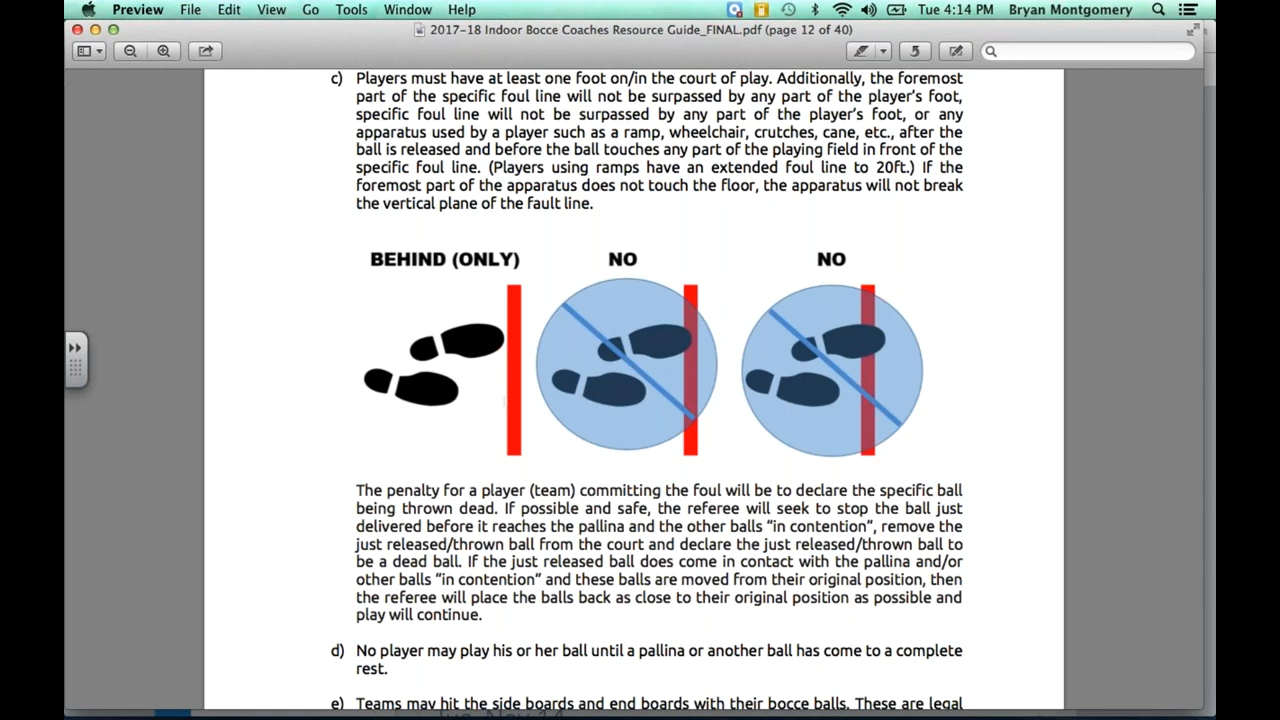 Preview File Edit View Go Tools Window Help Tue 4:14 PM Bryan Montgomery
2017-18 Indoor Bocce Coaches Resource Guide_FINAL.pdf (page 12 of 40)
c) Players must have at least one foot on/in the court of play. Additionally, the foremost
part of the specific foul line will not be surpassed by any part of the player's foot,
specific foul line will not be surpassed by any part of the player's foot, or any
apparatus used by a player such as a ramp, wheelchair, crutches, cane, etc., after the
ball is released and before the ball touches any part of the playing field in front of the
specific foul line. (Players using ramps have an extended foul line to 20ft.) If the
foremost part of the apparatus does not touch the floor, the apparatus will not break
the vertical plane of the fault line.
BEHIND (ONLY) NO NO
The penalty for a player (team) committing the foul will be to declare the specific ball
being thrown dead. If possible and safe, the referee will seek to stop the ball just
delivered before it reaches the pallina and the other balls “in contention”, remove the
just released/thrown ball from the court and declare the just released/thrown ball to
be a dead ball. If the just released ball does come in contact with the pallina and/or
other balls “in contention” and these balls are moved from their original position, then
the referee will place the balls back as close to their original position as possible and
play will continue.
d) No player may play his or her ball until a pallina or another ball has come to a complete
rest.
e) Teams may hit the side boards and end boards with their bocce balls. These are legal
Tue, Nov 14